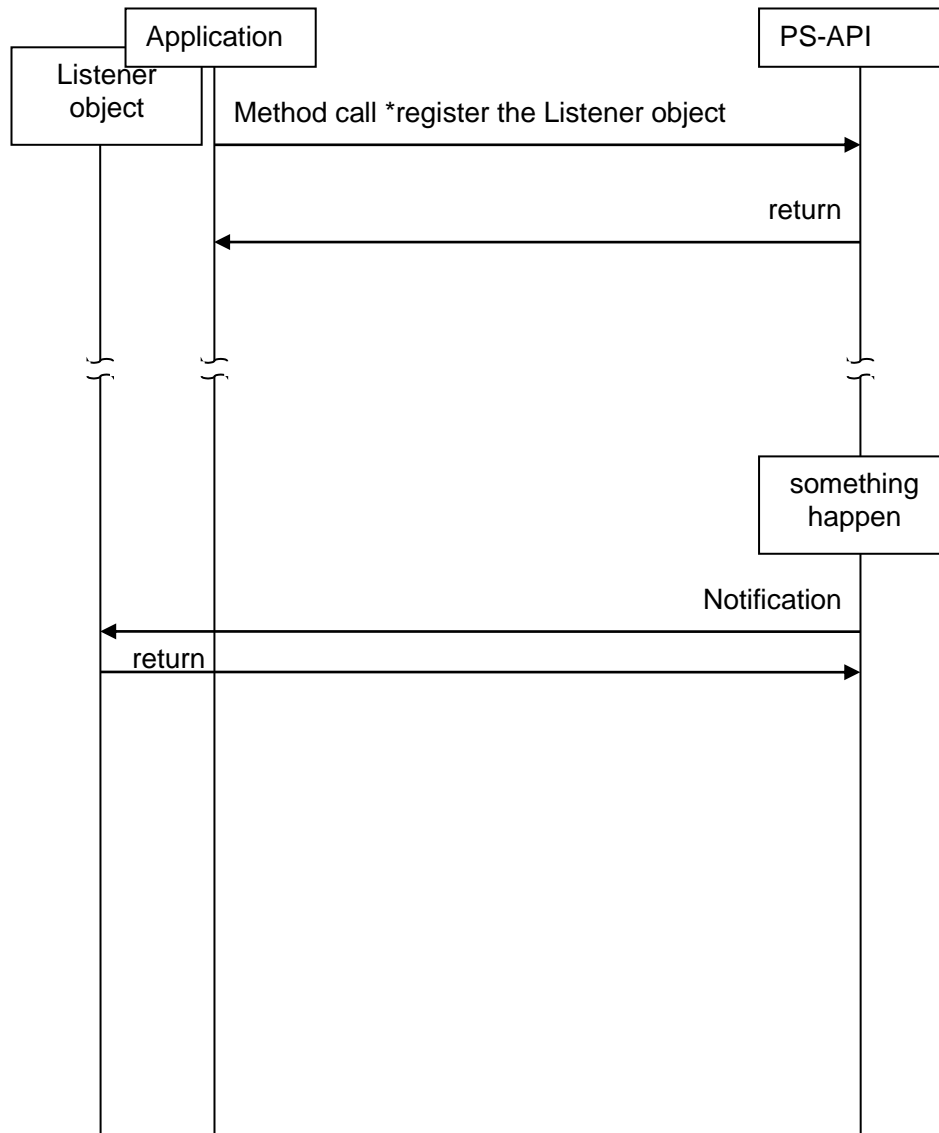 Application
PS-API
Listener
object
Method call *register the Listener object
return
something
happen
Notification
return